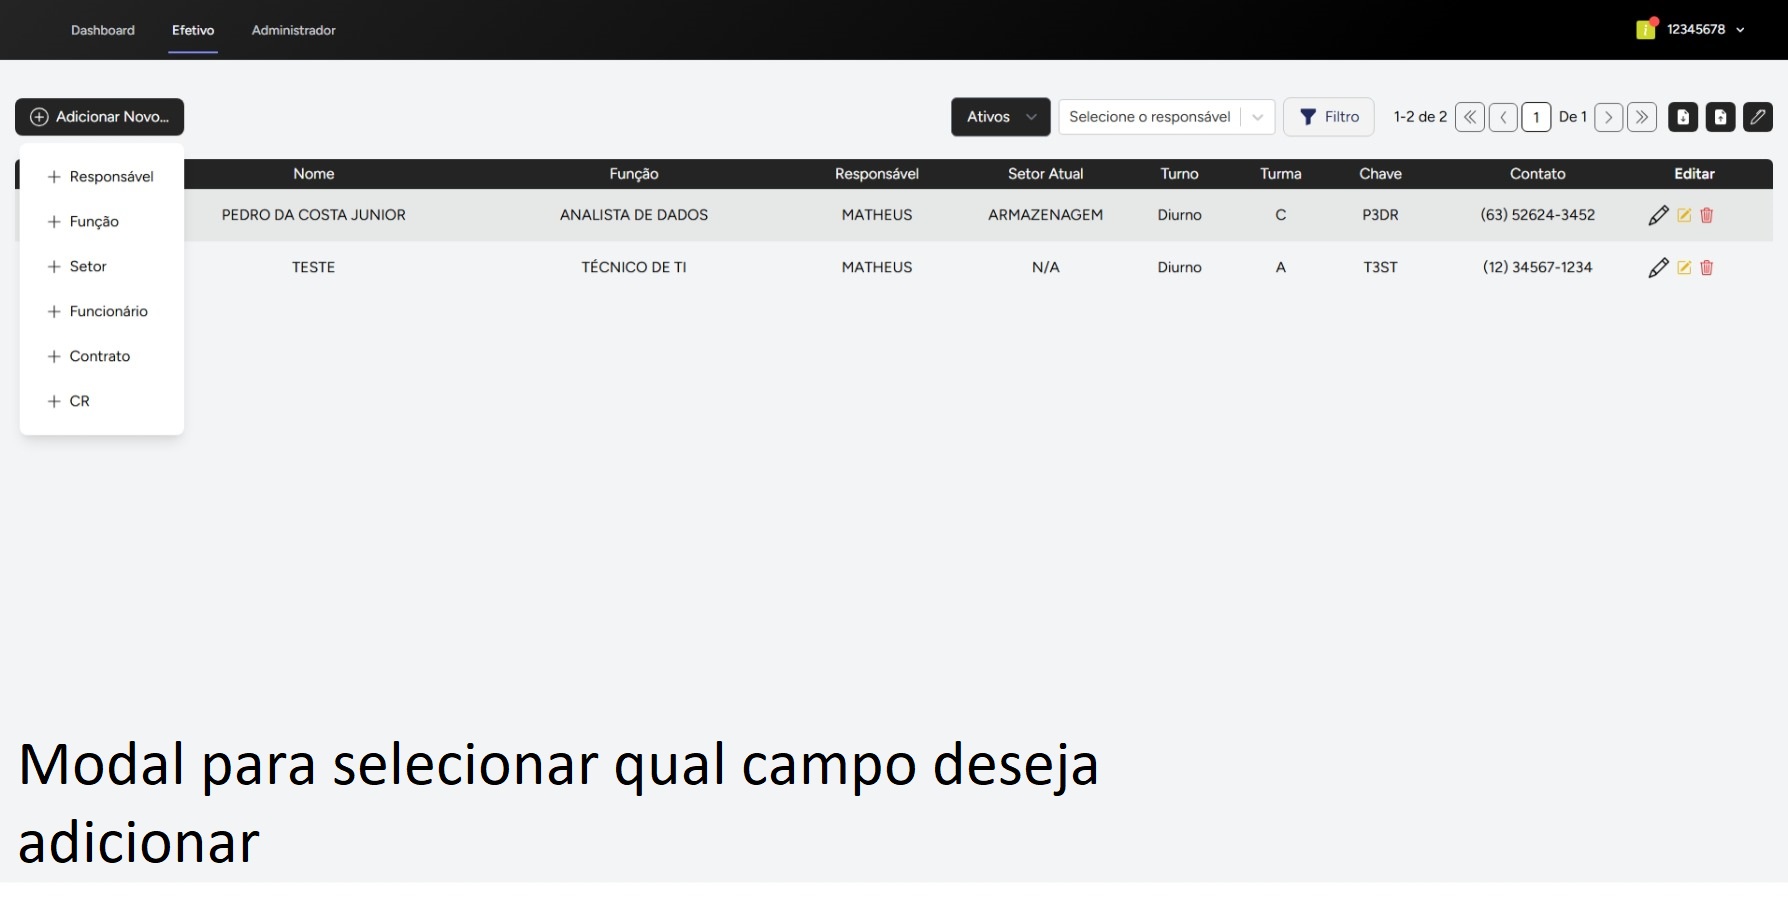 Dashboard Efetivo Administrador 12345678
Adicionar Novo... Ativos Selecione o responsável Filtro 1-2 de 2 1 De 1
Nome Função Responsável Setor Atual Turno Turma Chave Contato Editar
PEDRO DA COSTA JUNIOR ANALISTA DE DADOS MATHEUS ARMAZENAGEM Diurno C P3DR (63) 52624-3452
TESTE TÉCNICO DE TI MATHEUS N/A Diurno A T3ST (12) 34567-1234
Responsável
Função
Setor
Funcionário
Contrato
CR
Modal para selecionar qual campo deseja
adicionar